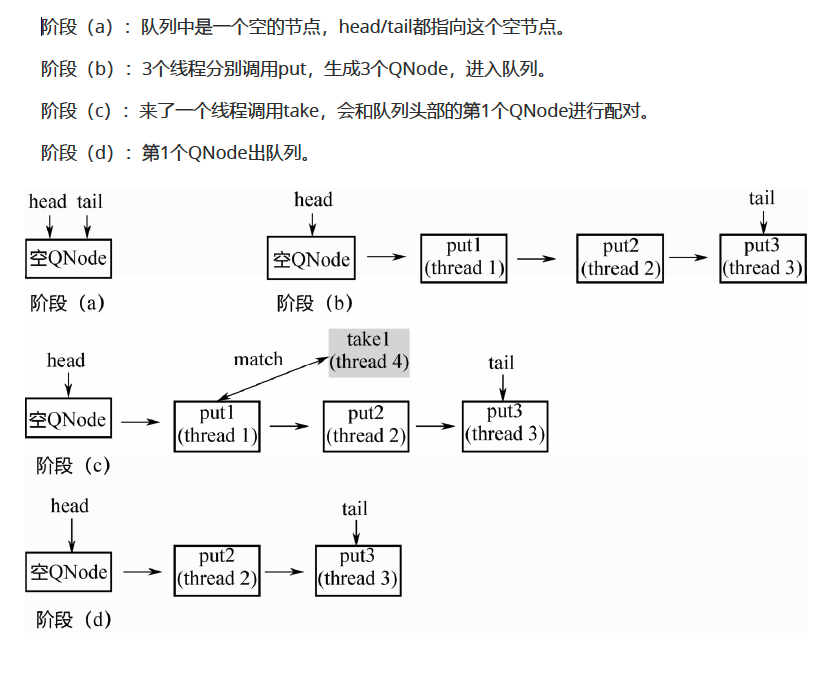 阶段（a）：队列中是一个空的节点，head/tail都指向这个空节点。
阶段（b）：3个线程分别调用put，生成3个QNode，进入队列。
阶段（c）：来了一个线程调用take，会和队列头部的第1个QNode进行配对。
阶段（d）：第1个QNode出队列。
head tail
空QNode
阶段（a）
head
tail
空QNode
put1
(thread 1)
put2
(thread 2)
put3
(thread 3)
阶段（b）
take1
(thread 4)
match
head
tail
空QNode
put1
(thread 1)
put2
(thread 2)
put3
(thread 3)
阶段（c）
head
tail
空QNode
put2
(thread 2)
put3
(thread 3)
阶段（d）